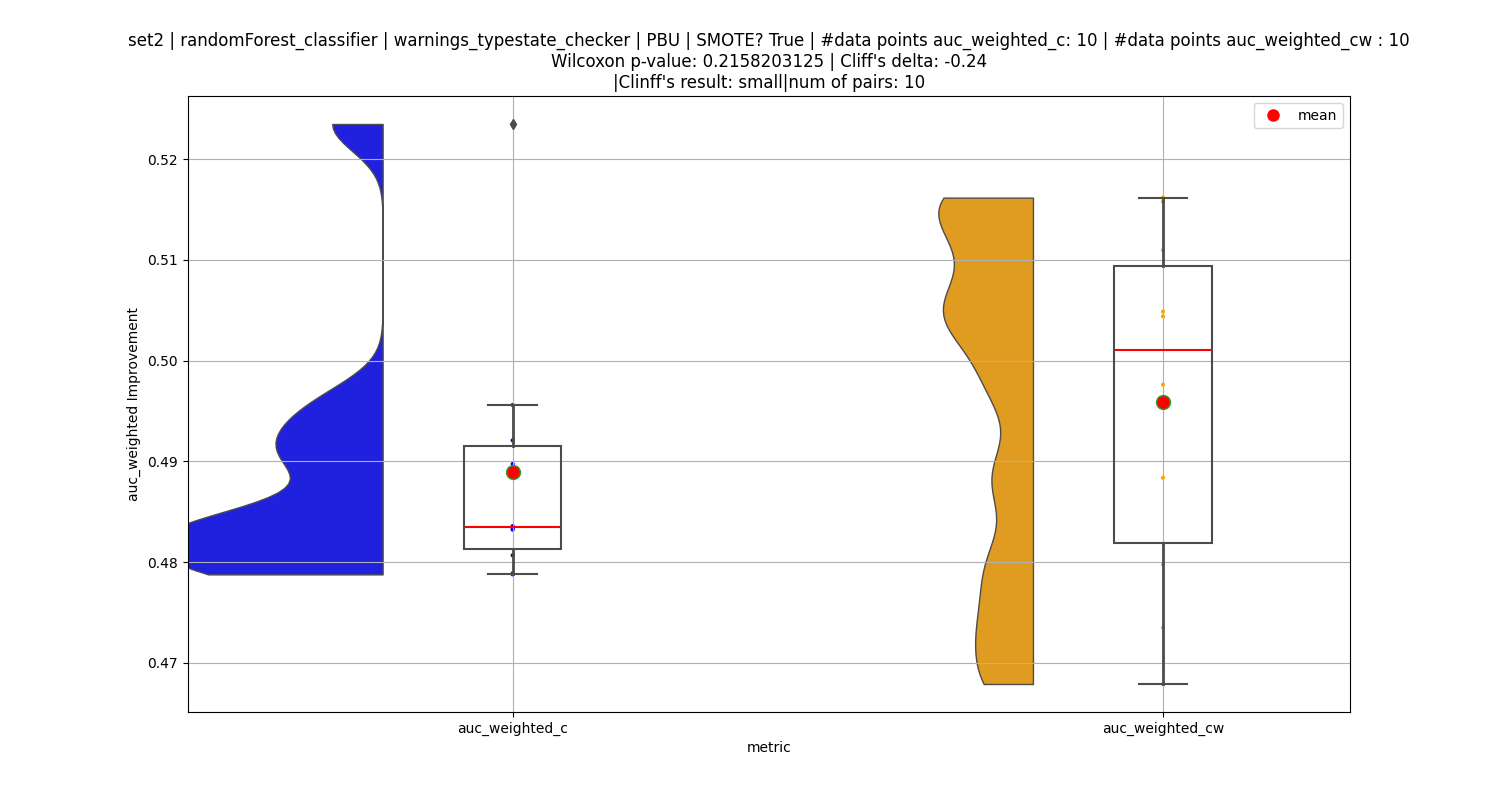 set2 | randomForest_classifier | warnings_typestate_checker | PBU | SMOTE? True | #data points auc_weighted_c: 10 | #data points auc_weighted_cw : 10
Wilcoxon p-value: 0.2158203125 | Cliff's delta: -0.24
|Clinff's result: small|num of pairs: 10
mean
0.52
0.51
0.50
0.49
0.48
0.47
auc_weighted Improvement
auc_weighted_c
auc_weighted_cw
metric